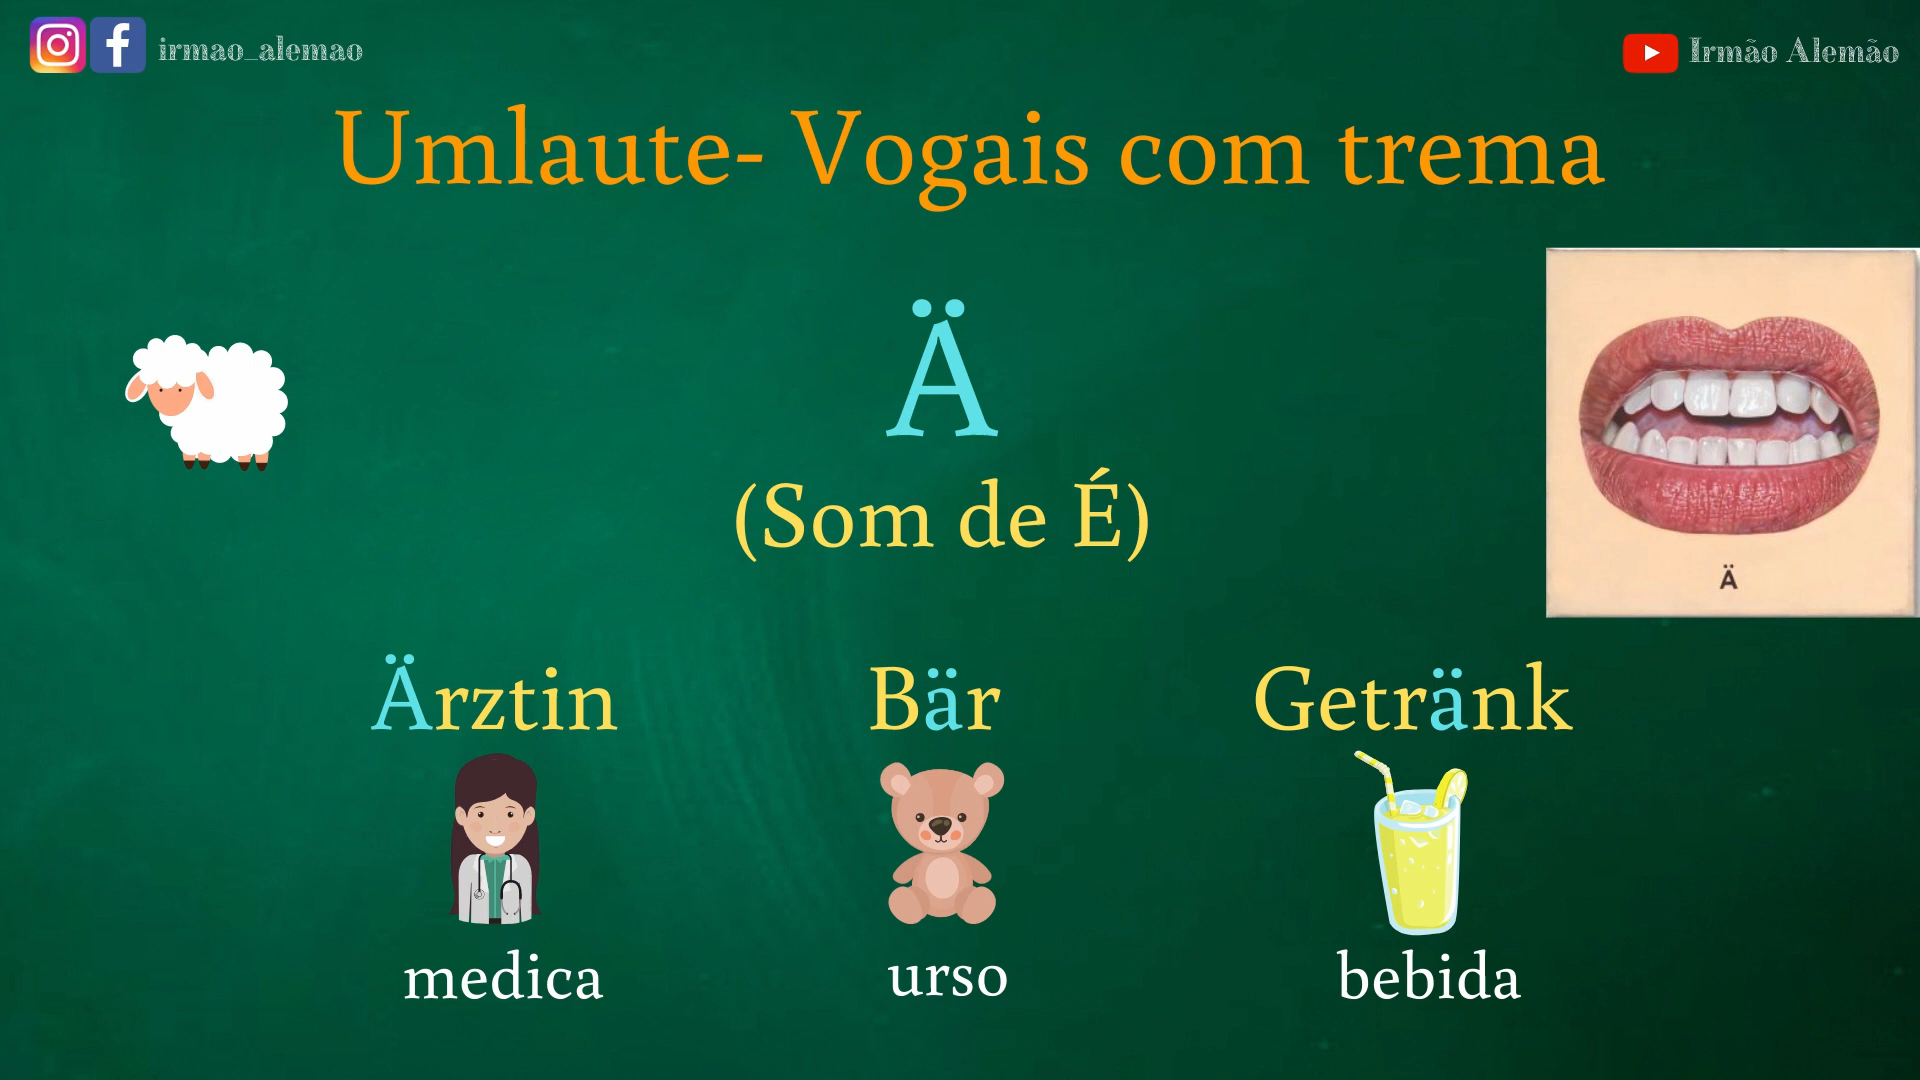 irmao_alemao
Irmão Alemão
Umlaute- Vogais com trema
Ä
(Som de É)
Ä
Ärztin
Bär
Getränk
medica
urso
bebida